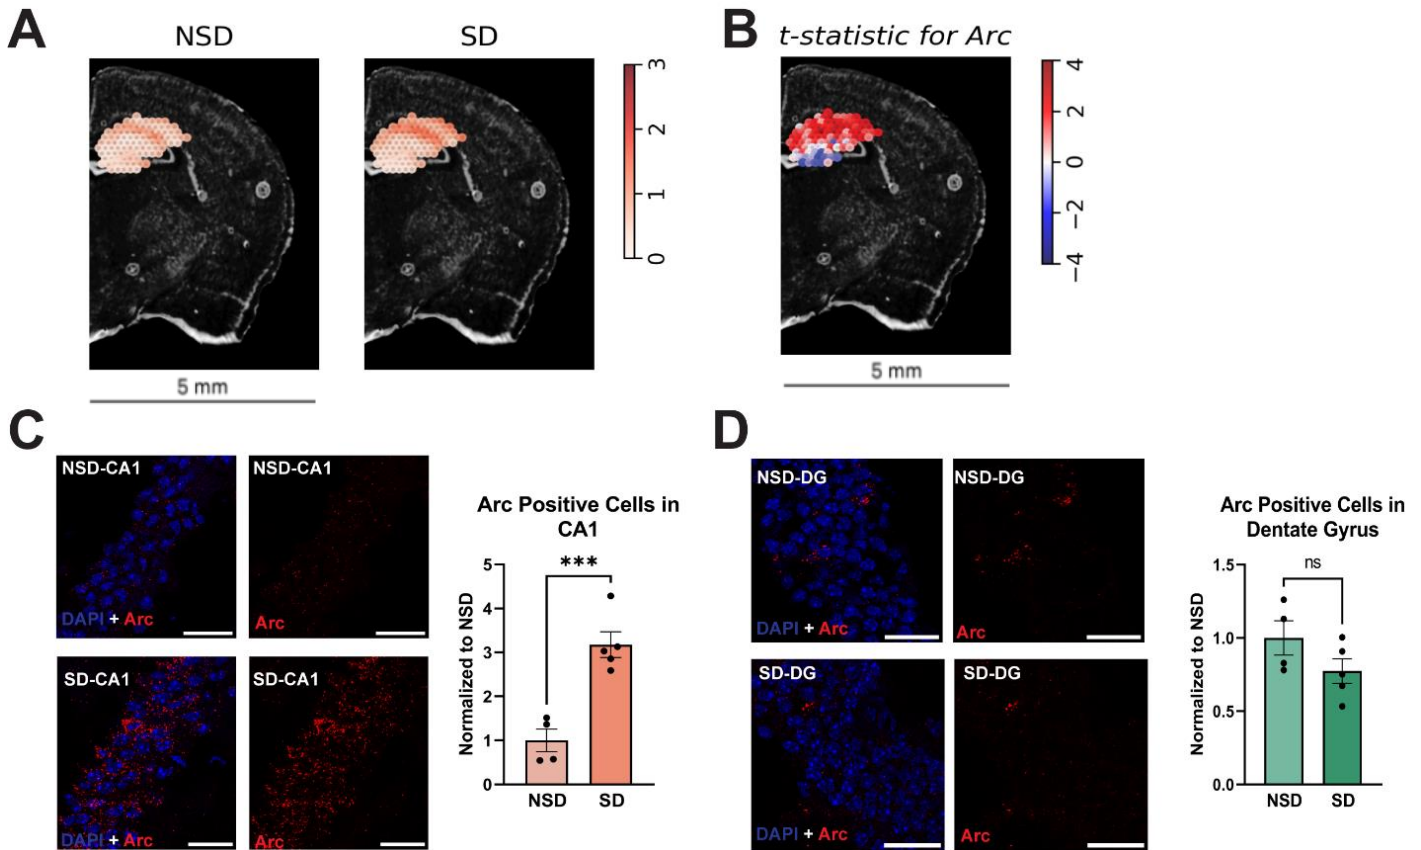 A
NSD
SD
3
2
1
0
5 mm
B
t-statistic for Arc
4
2
0
−2
−4
5 mm
C
NSD-CA1
DAPI + Arc
NSD-CA1
Arc
SD-CA1
DAPI + Arc
SD-CA1
Arc
Arc Positive Cells in
CA1
***
Normalized to NSD
5
4
3
2
1
0
NSD
SD
D
NSD-DG
DAPI + Arc
NSD-DG
Arc
SD-DG
DAPI + Arc
SD-DG
Arc
Arc Positive Cells in
Dentate Gyrus
ns
Normalized to NSD
1.5
1.0
0.5
0.0
NSD
SD